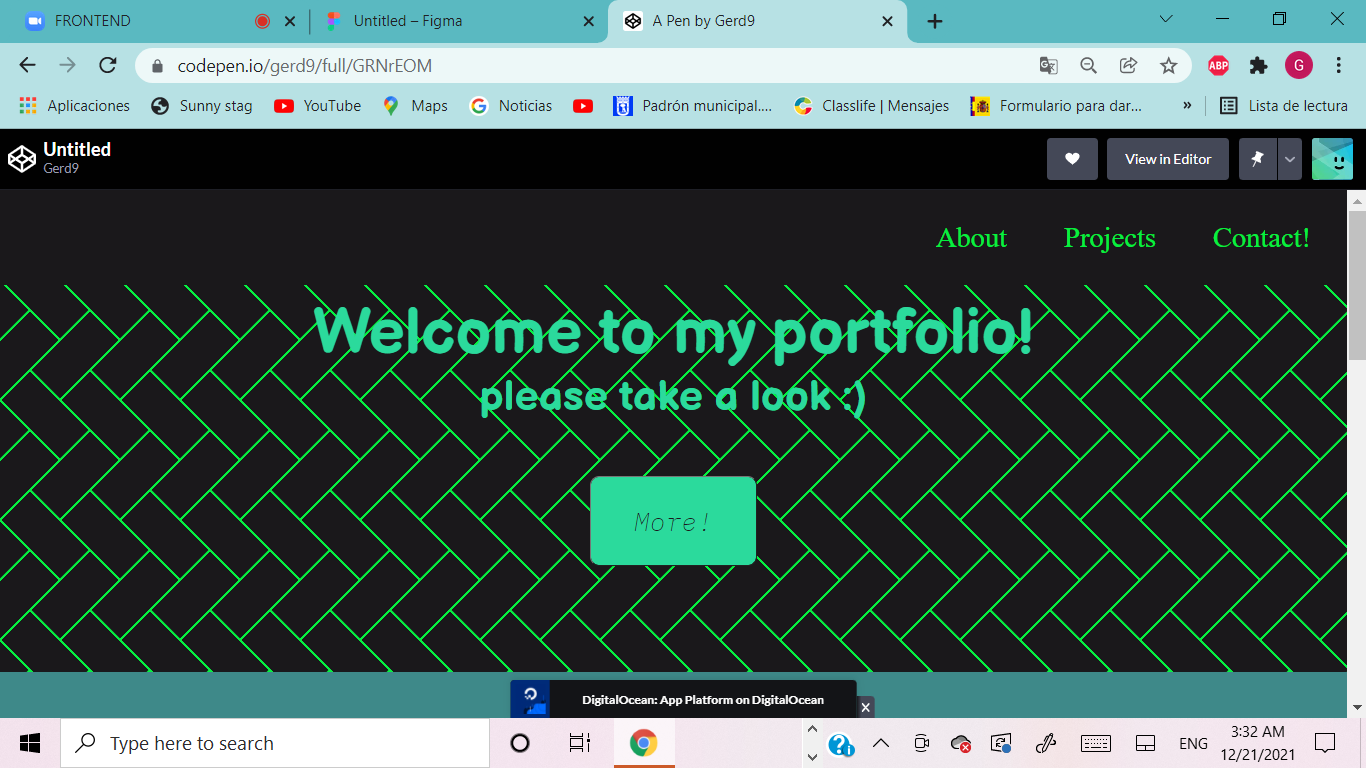 FRONTEND
Untitled – Figma
A Pen by Gerd9
codepen.io/gerd9/full/GRNrEOM
ABP
G
Aplicaciones
Sunny stag
YouTube
Maps
Noticias
Padrón municipal....
Classlife | Mensajes
Formulario para dar...
»
Lista de lectura
Untitled
Gerd9
View in Editor
About
Projects
Contact!
Welcome to my portfolio!
please take a look :)
More!
DigitalOcean: App Platform on DigitalOcean
Type here to search
ENG
3:32 AM
12/21/2021